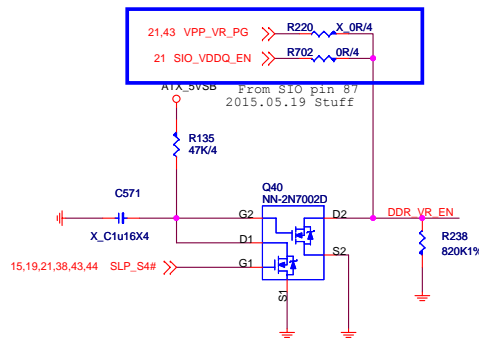 21,43 VPP_VR_PG R220 X_0R/4
21 SIO_VDDQ_EN R702 0R/4
From SIO pin 87
ATX_5VSB
2015.05.19 Stuff
R135
47K/4
C571
X_C1u16X4
Q40
NN-2N7002D
G2 D2
DDR_VR_EN
D1
S2
R238
820K1%
15,19,21,38,43,44 SLP_S4# G1
S1